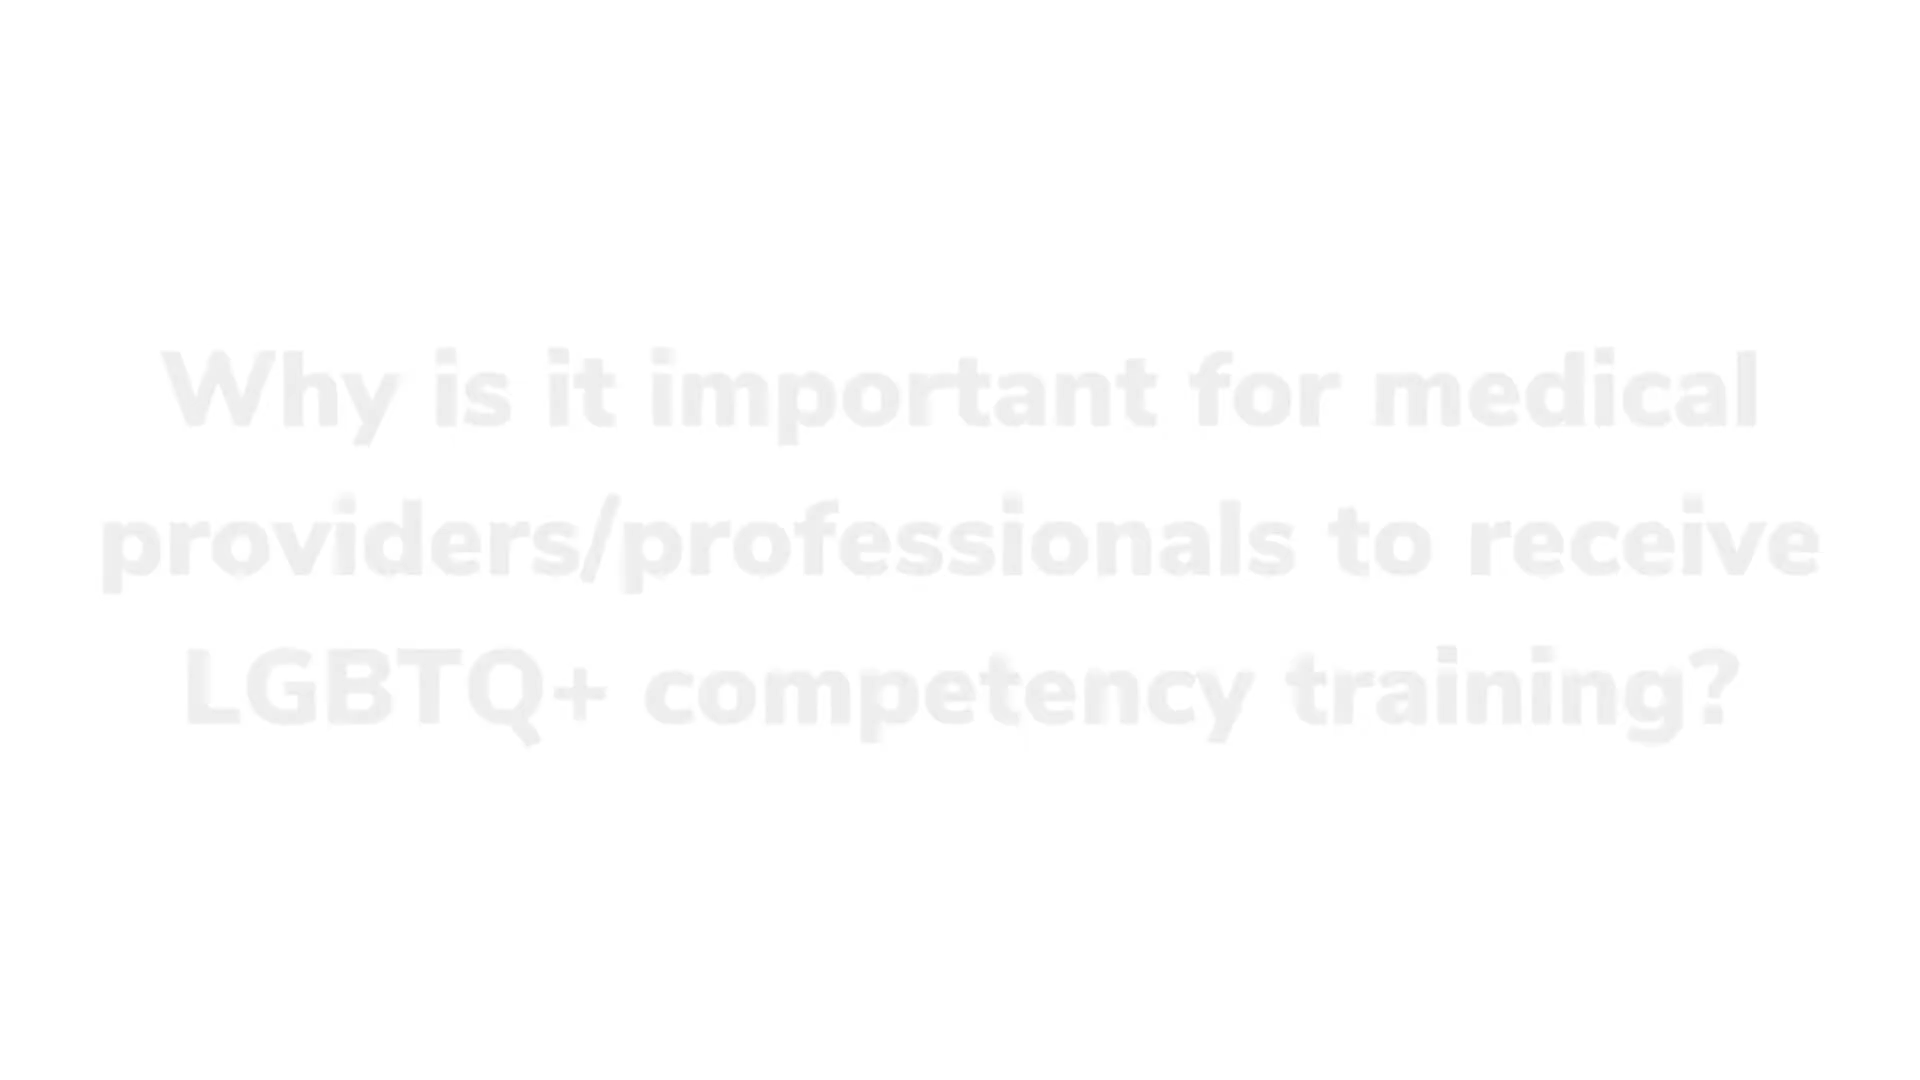 Why is it important for medical
providers/professionals to receive
LGBTQ+ competency training?